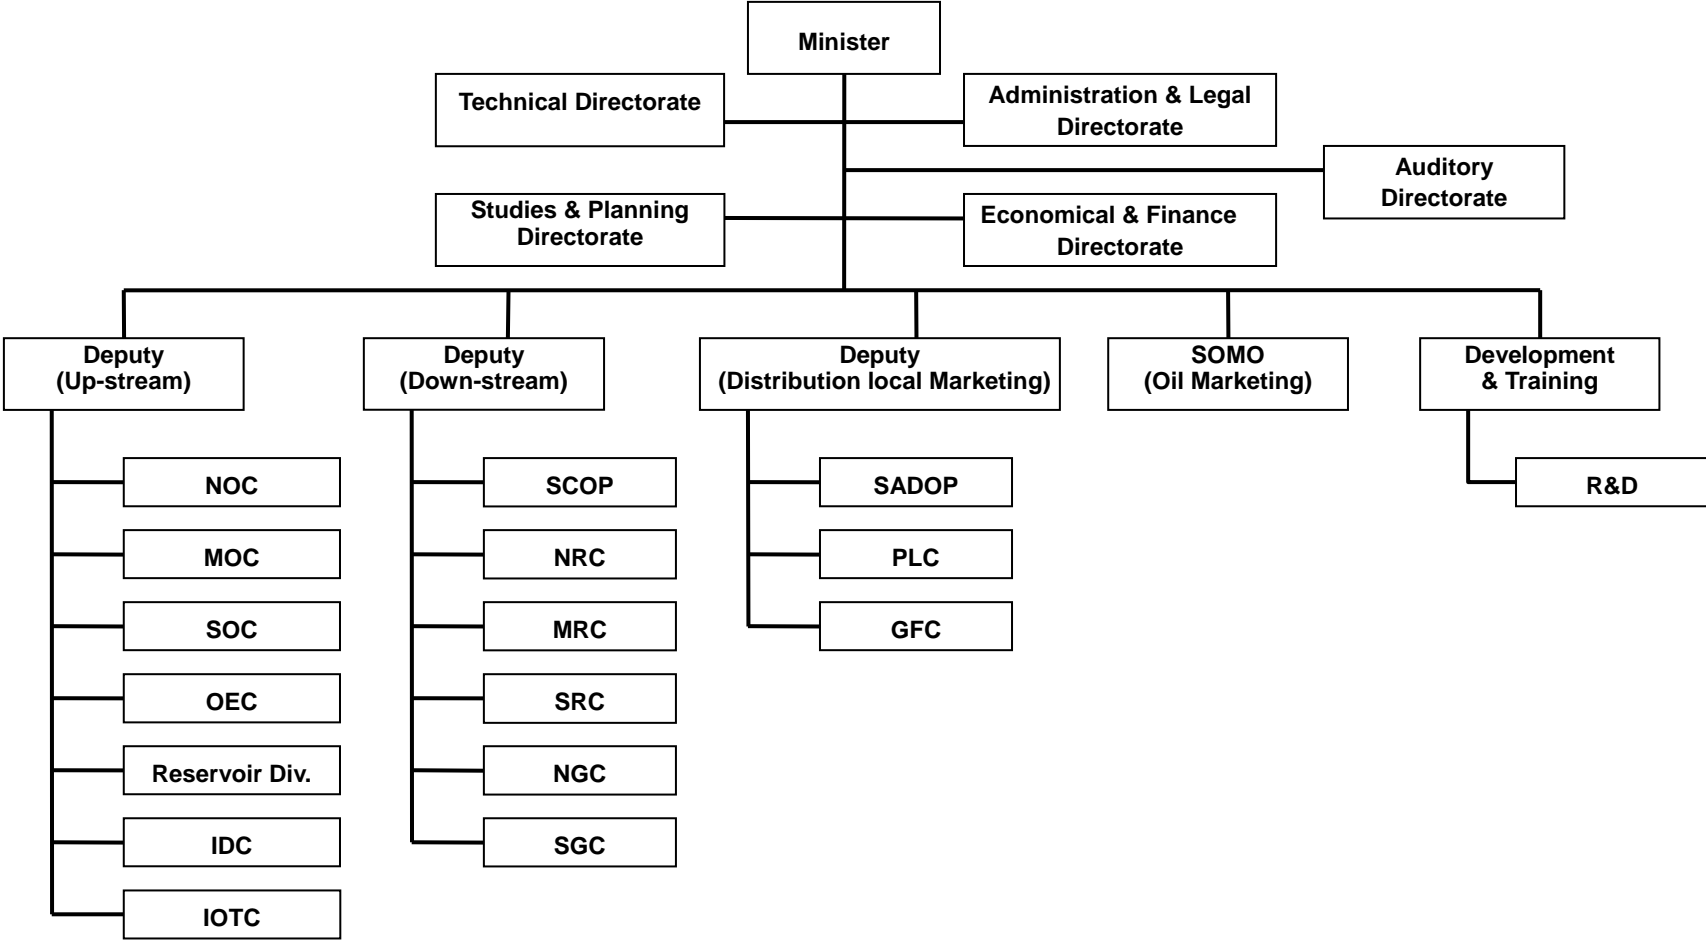 Minister
Technical Directorate
Administration & Legal
Directorate
Auditory
Directorate
Studies & Planning
Directorate
Economical & Finance
Directorate
Deputy
(Up-stream)
Deputy
(Down-stream)
Deputy
(Distribution local Marketing)
SOMO
(Oil Marketing)
Development
& Training
NOC
MOC
SOC
OEC
Reservoir Div.
IDC
IOTC
SCOP
NRC
MRC
SRC
NGC
SGC
SADOP
PLC
GFC
R&D